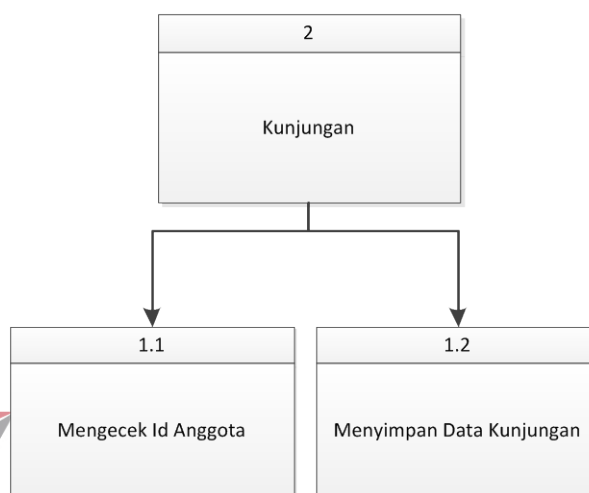 2
Kunjungan
1.1
1.2
Mengecek Id Anggota
Menyimpan Data Kunjungan